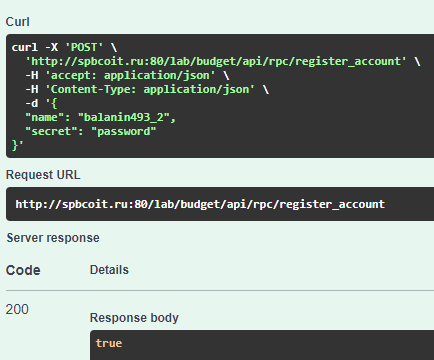 Curl
curl -X 'POST' \
'http://spbcoit.ru:80/lab/budget/api/rpc/register_account' \
-H 'accept: application/json' \
-H 'Content-Type: application/json' \
-d '{
"name": "balanin493_2",
"secret": "password"
}'
Request URL
http://spbcoit.ru:80/lab/budget/api/rpc/register_account
Server response
Code Details
200
Response body
true